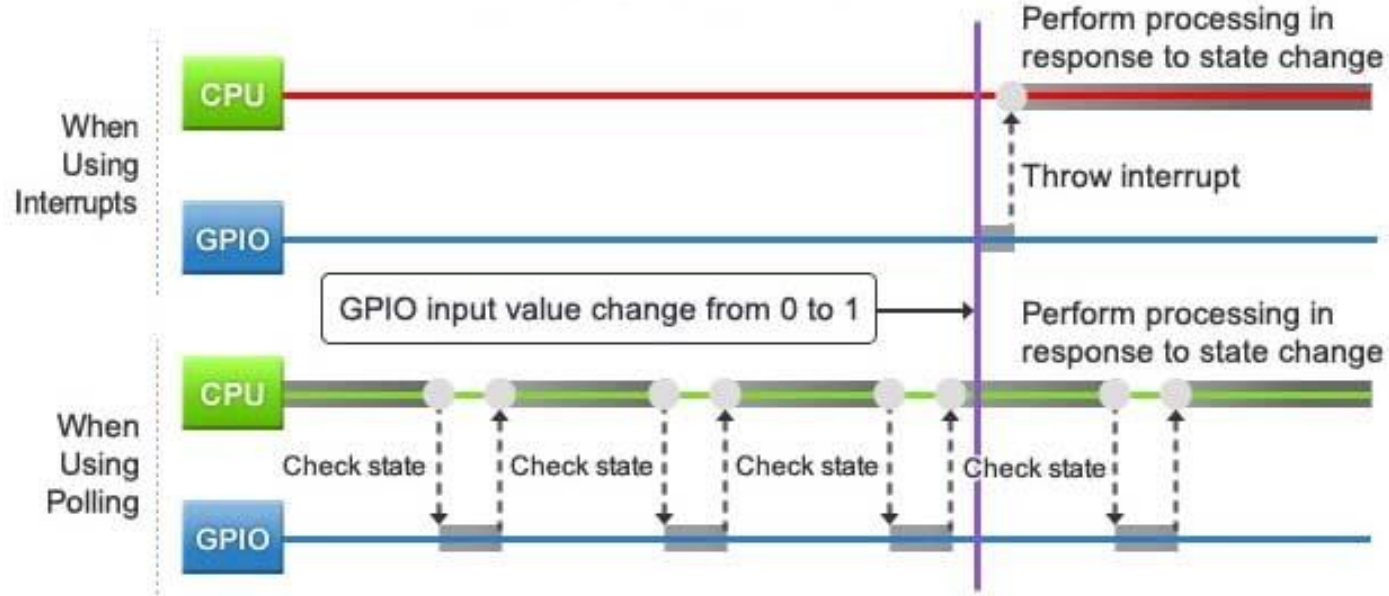 Perform processing in
response to state change
CPU
When
Using
Interrupts
Throw interrupt
GPIO
GPIO input value change from 0 to 1
Perform processing in
response to state change
CPU
When
Using
Polling
Check state
Check state
Check state
Check state
GPIO